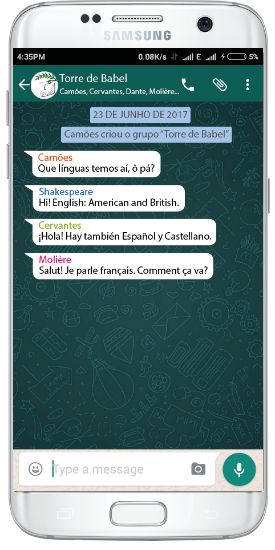 SAMSUNG
4:35PM 0.08K/s E 5%
Torre de Babel
Camões, Cervantes, Dante, Molière...
23 DE JUNHO DE 2017
Camões criou o grupo “Torre de Babel”
Camões
Que línguas temos aí, ô pá?
Shakespeare
Hi! English: American and British.
Cervantes
¡Hola! Hay también Español y Castellano.
Molière
Salut! Je parle français. Comment ça va?
Type a message